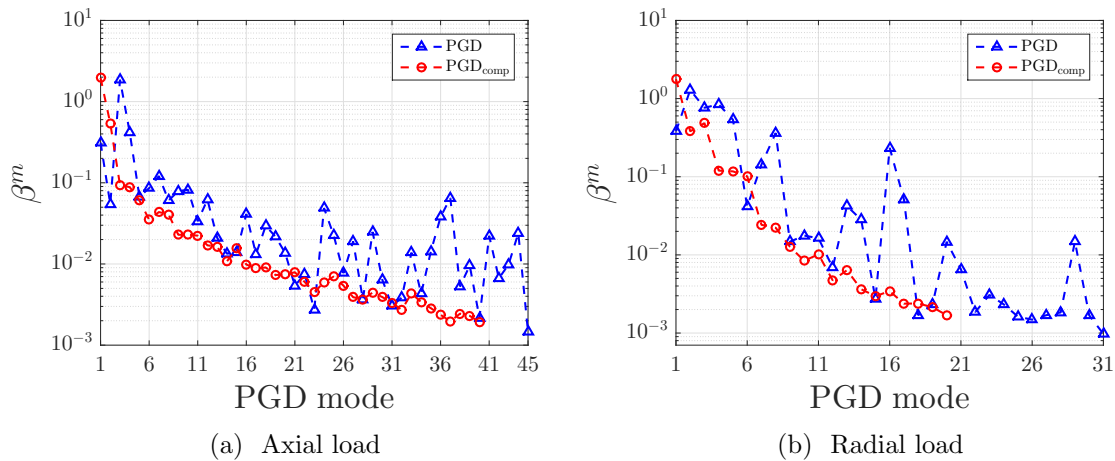 10^1
10^0
10^{-1}
10^{-2}
10^{-3}
β^m
1 6 11 16 21 26 31 36 41 45
PGD mode
PGD
PGD_comp
(a) Axial load
10^1
10^0
10^{-1}
10^{-2}
10^{-3}
β^m
1 6 11 16 21 26 31
PGD mode
PGD
PGD_comp
(b) Radial load